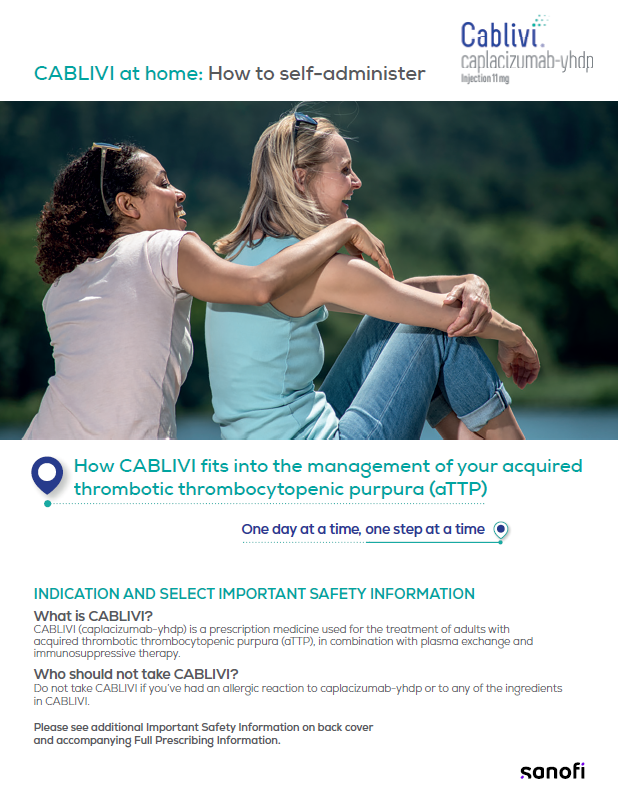 Cablivi®
caplacizumab-yhdp
Injection 11 mg
CABLIVI at home: How to self-administer
How CABLIVI fits into the management of your acquired
thrombotic thrombocytopenic purpura (aTTP)
One day at a time, one step at a time
INDICATION AND SELECT IMPORTANT SAFETY INFORMATION
What is CABLIVI?
CABLIVI (caplacizumab-yhdp) is a prescription medicine used for the treatment of adults with
acquired thrombotic thrombocytopenic purpura (aTTP), in combination with plasma exchange and
immunosuppressive therapy.
Who should not take CABLIVI?
Do not take CABLIVI if you’ve had an allergic reaction to caplacizumab-yhdp or to any of the ingredients
in CABLIVI.
Please see additional Important Safety Information on back cover
and accompanying Full Prescribing Information.
sanofi